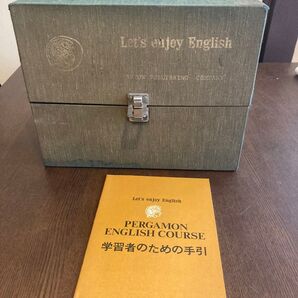 Let's enjoy English
PUBLISHING COMPANY
Let's enjoy English
PERGAMON
ENGLISH COURSE
学習者のための手引